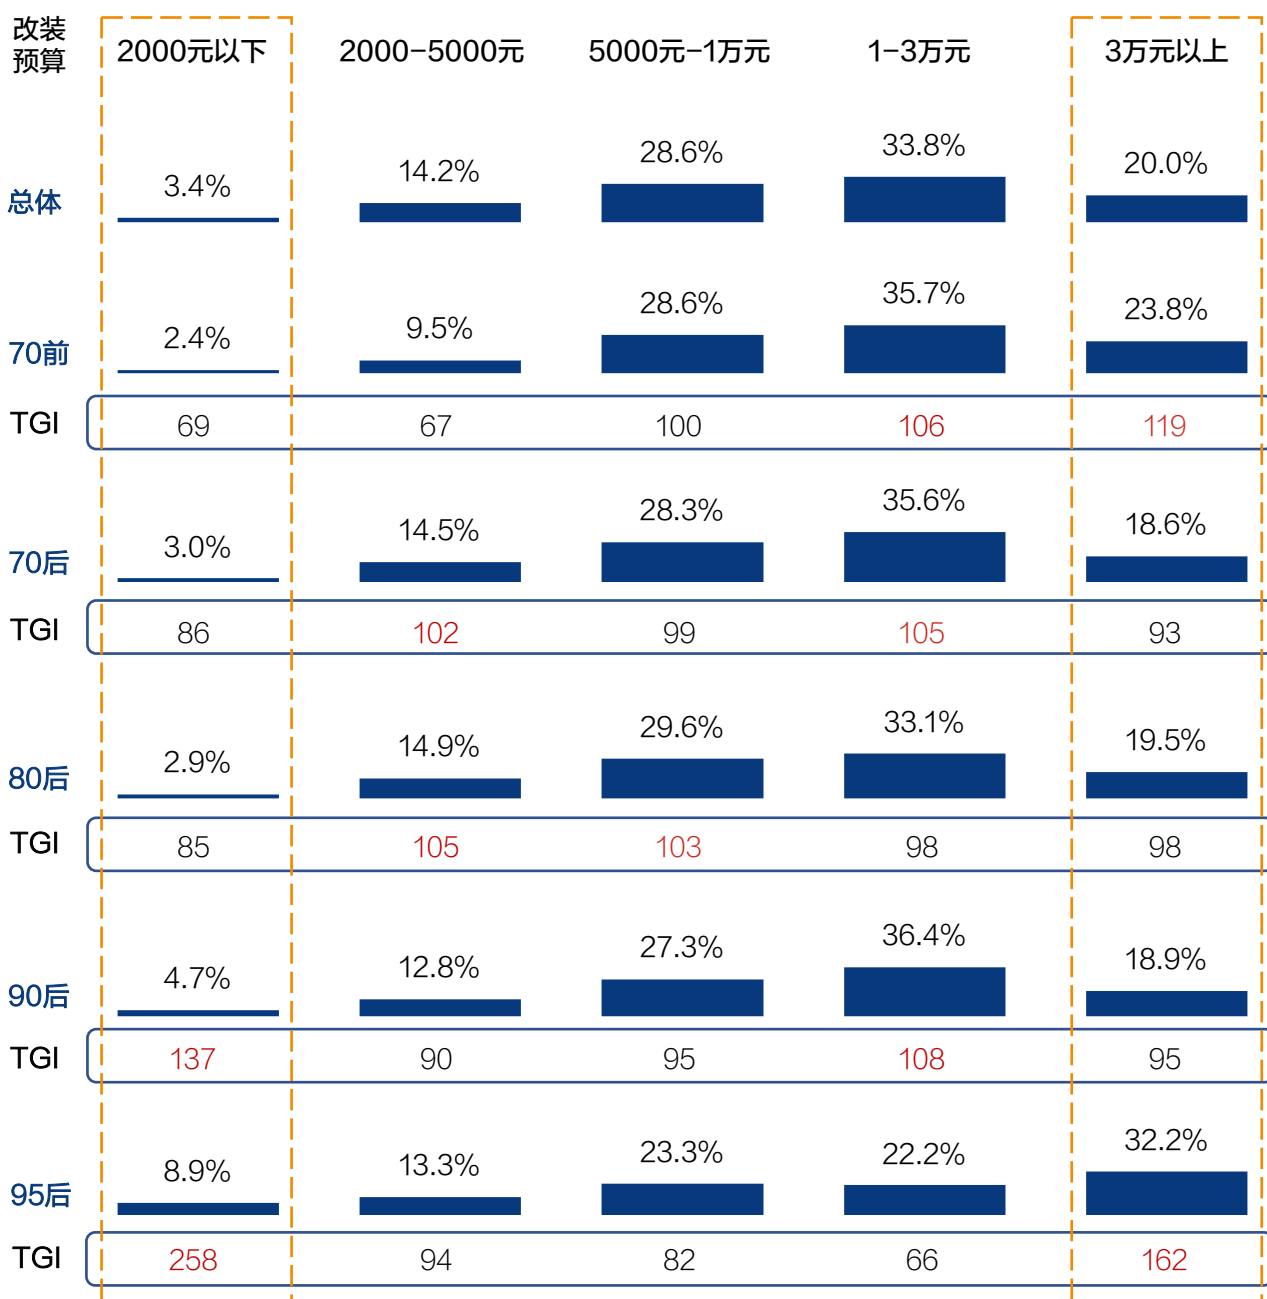 改装
预算
2000元以下 2000-5000元 5000元-1万元 1-3万元 3万元以上
总体 3.4% 14.2% 28.6% 33.8% 20.0%
70前 2.4% 9.5% 28.6% 35.7% 23.8%
TGI 69 67 100 106 119
70后 3.0% 14.5% 28.3% 35.6% 18.6%
TGI 86 102 99 105 93
80后 2.9% 14.9% 29.6% 33.1% 19.5%
TGI 85 105 103 98 98
90后 4.7% 12.8% 27.3% 36.4% 18.9%
TGI 137 90 95 108 95
95后 8.9% 13.3% 23.3% 22.2% 32.2%
TGI 258 94 82 66 162